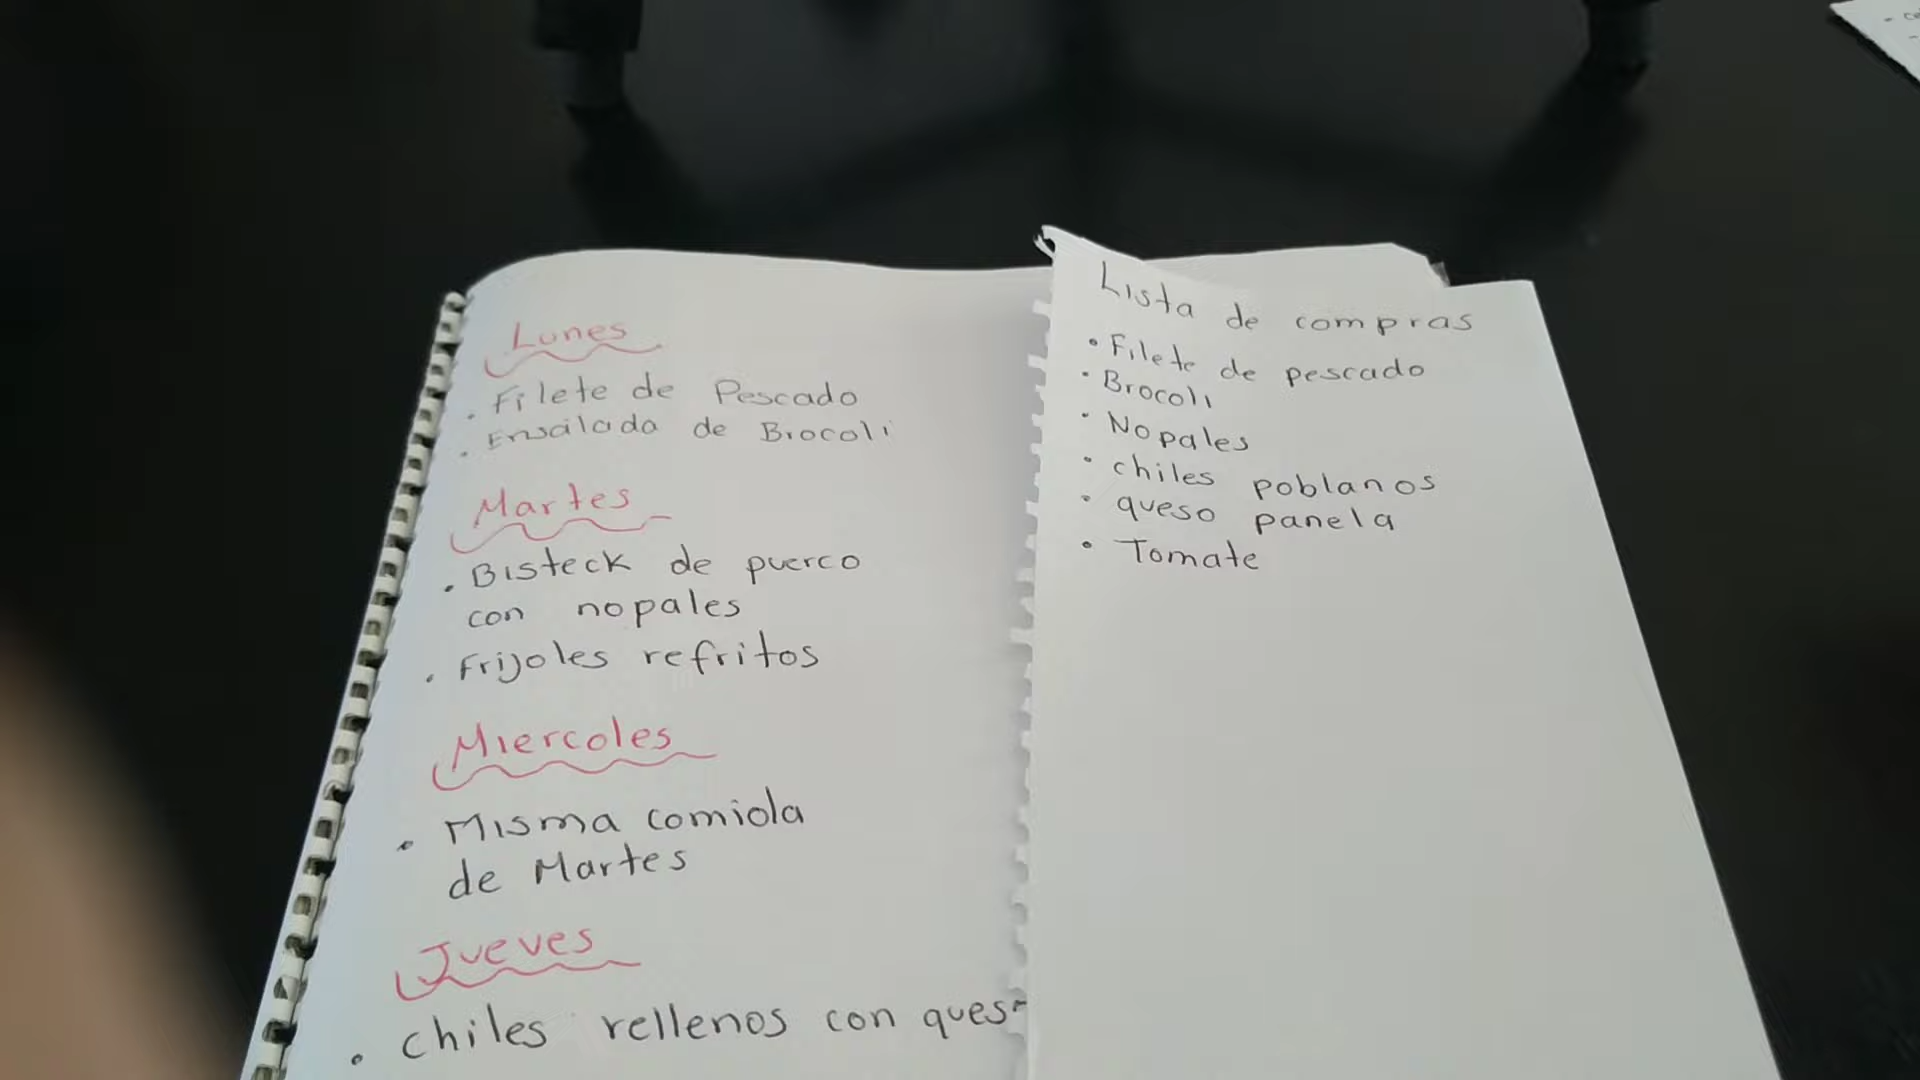 Lunes
. Filete de Pescado
. Ensalada de Brocoli
Martes
. Bisteck de puerco
con nopales
. Frijoles refritos
Miercoles
. Misma comida
de Martes
Jueves
. chiles rellenos con ques
Lista de compras
• Filete de pescado
• Brocoli
• Nopales
• chiles poblanos
• queso panela
• Tomate